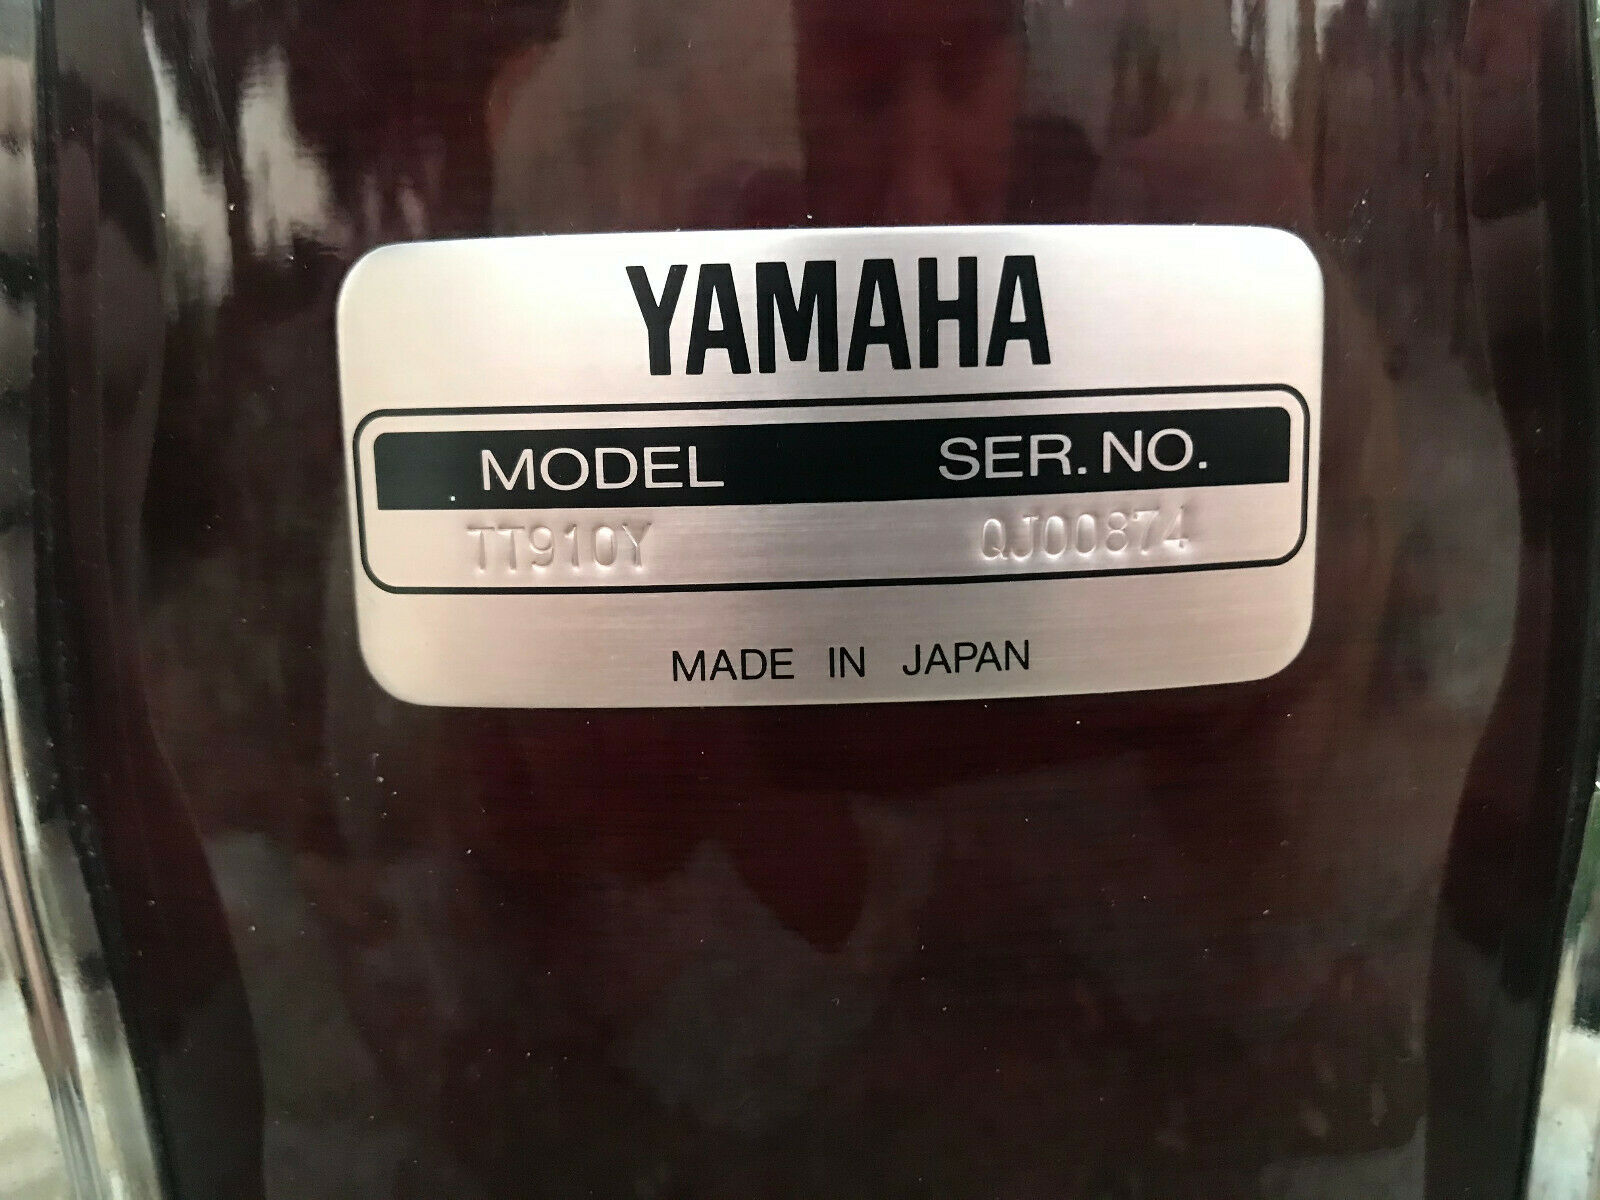 YAMAHA
MODEL SER. NO.
TT910Y QJ00874
MADE IN JAPAN